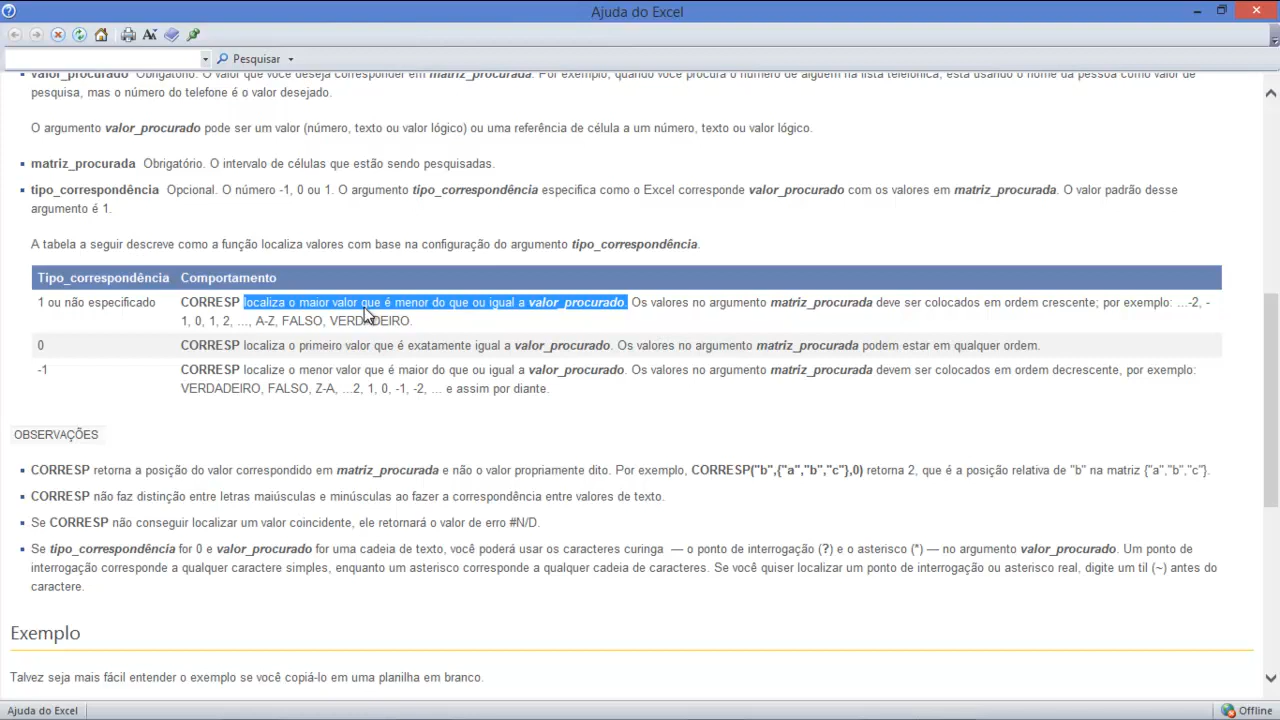 Ajuda do Excel
Pesquisar
valor_procurado Obrigatório. O valor que você deseja corresponder em matriz_procurada. Por exemplo, quando você procura o número de alguém na lista telefônica, está usando o nome da pessoa como valor de
pesquisa, mas o número do telefone é o valor desejado.
O argumento valor_procurado pode ser um valor (número, texto ou valor lógico) ou uma referência de célula a um número, texto ou valor lógico.
matriz_procurada Obrigatório. O intervalo de células que estão sendo pesquisadas.
tipo_correspondência Opcional. O número -1, 0 ou 1. O argumento tipo_correspondência especifica como o Excel corresponde valor_procurado com os valores em matriz_procurada. O valor padrão desse
argumento é 1.
A tabela a seguir descreve como a função localiza valores com base na configuração do argumento tipo_correspondência.
Tipo_correspondência Comportamento
1 ou não especificado CORRESP localiza o maior valor que é menor do que ou igual a valor_procurado. Os valores no argumento matriz_procurada deve ser colocados em ordem crescente; por exemplo: ...-2, -
1, 0, 1, 2, ..., A-Z, FALSO, VERDADEIRO.
0 CORRESP localiza o primeiro valor que é exatamente igual a valor_procurado. Os valores no argumento matriz_procurada podem estar em qualquer ordem.
-1 CORRESP localize o menor valor que é maior do que ou igual a valor_procurado. Os valores no argumento matriz_procurada devem ser colocados em ordem decrescente, por exemplo:
VERDADEIRO, FALSO, Z-A, ...2, 1, 0, -1, -2, ... e assim por diante.
OBSERVAÇÕES
CORRESP retorna a posição do valor correspondido em matriz_procurada e não o valor propriamente dito. Por exemplo, CORRESP("b",{"a","b","c"},0) retorna 2, que é a posição relativa de "b" na matriz {"a","b","c"}.
CORRESP não faz distinção entre letras maiúsculas e minúsculas ao fazer a correspondência entre valores de texto.
Se CORRESP não conseguir localizar um valor coincidente, ele retornará o valor de erro #N/D.
Se tipo_correspondência for 0 e valor_procurado for uma cadeia de texto, você poderá usar os caracteres curinga — o ponto de interrogação (?) e o asterisco (*) — no argumento valor_procurado. Um ponto de
interrogação corresponde a qualquer caractere simples, enquanto um asterisco corresponde a qualquer cadeia de caracteres. Se você quiser localizar um ponto de interrogação ou asterisco real, digite um til (~) antes do
caractere.
Exemplo
Talvez seja mais fácil entender o exemplo se você copiá-lo em uma planilha em branco.
Ajuda do Excel
Offline